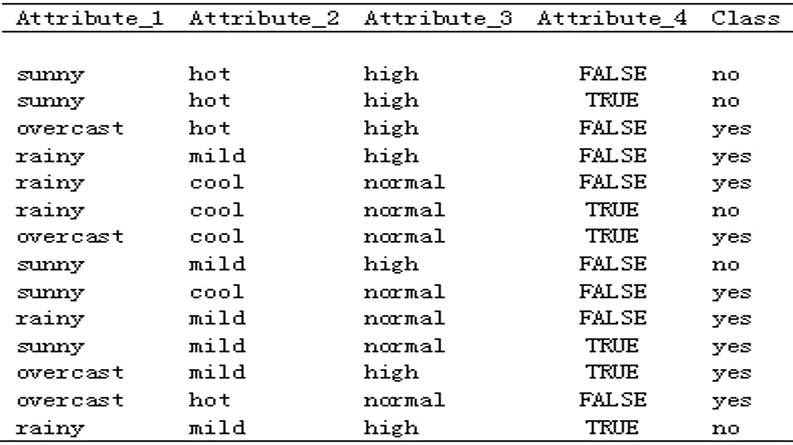 Attribute_1 Attribute_2 Attribute_3 Attribute_4 Class
sunny hot high FALSE no
sunny hot high TRUE no
overcast hot high FALSE yes
rainy mild high FALSE yes
rainy cool normal FALSE yes
rainy cool normal TRUE no
overcast cool normal TRUE yes
sunny mild high FALSE no
sunny cool normal FALSE yes
rainy mild normal FALSE yes
sunny mild normal TRUE yes
overcast mild high TRUE yes
overcast hot normal FALSE yes
rainy mild high TRUE no